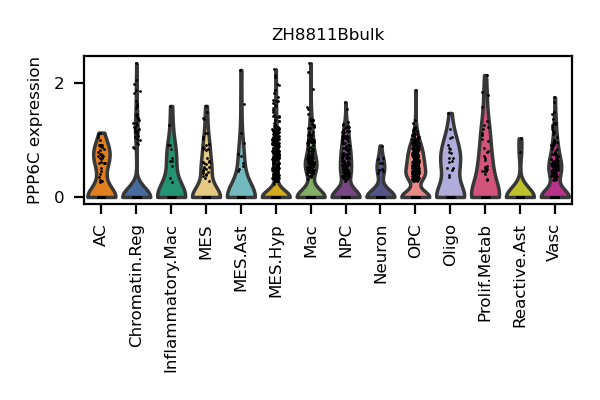 ZH8811Bbulk
PPP6C expression
2
0
AC
Chromatin.Reg
Inflammatory.Mac
MES
MES.Ast
MES.Hyp
Mac
NPC
Neuron
OPC
Oligo
Prolif.Metab
Reactive.Ast
Vasc